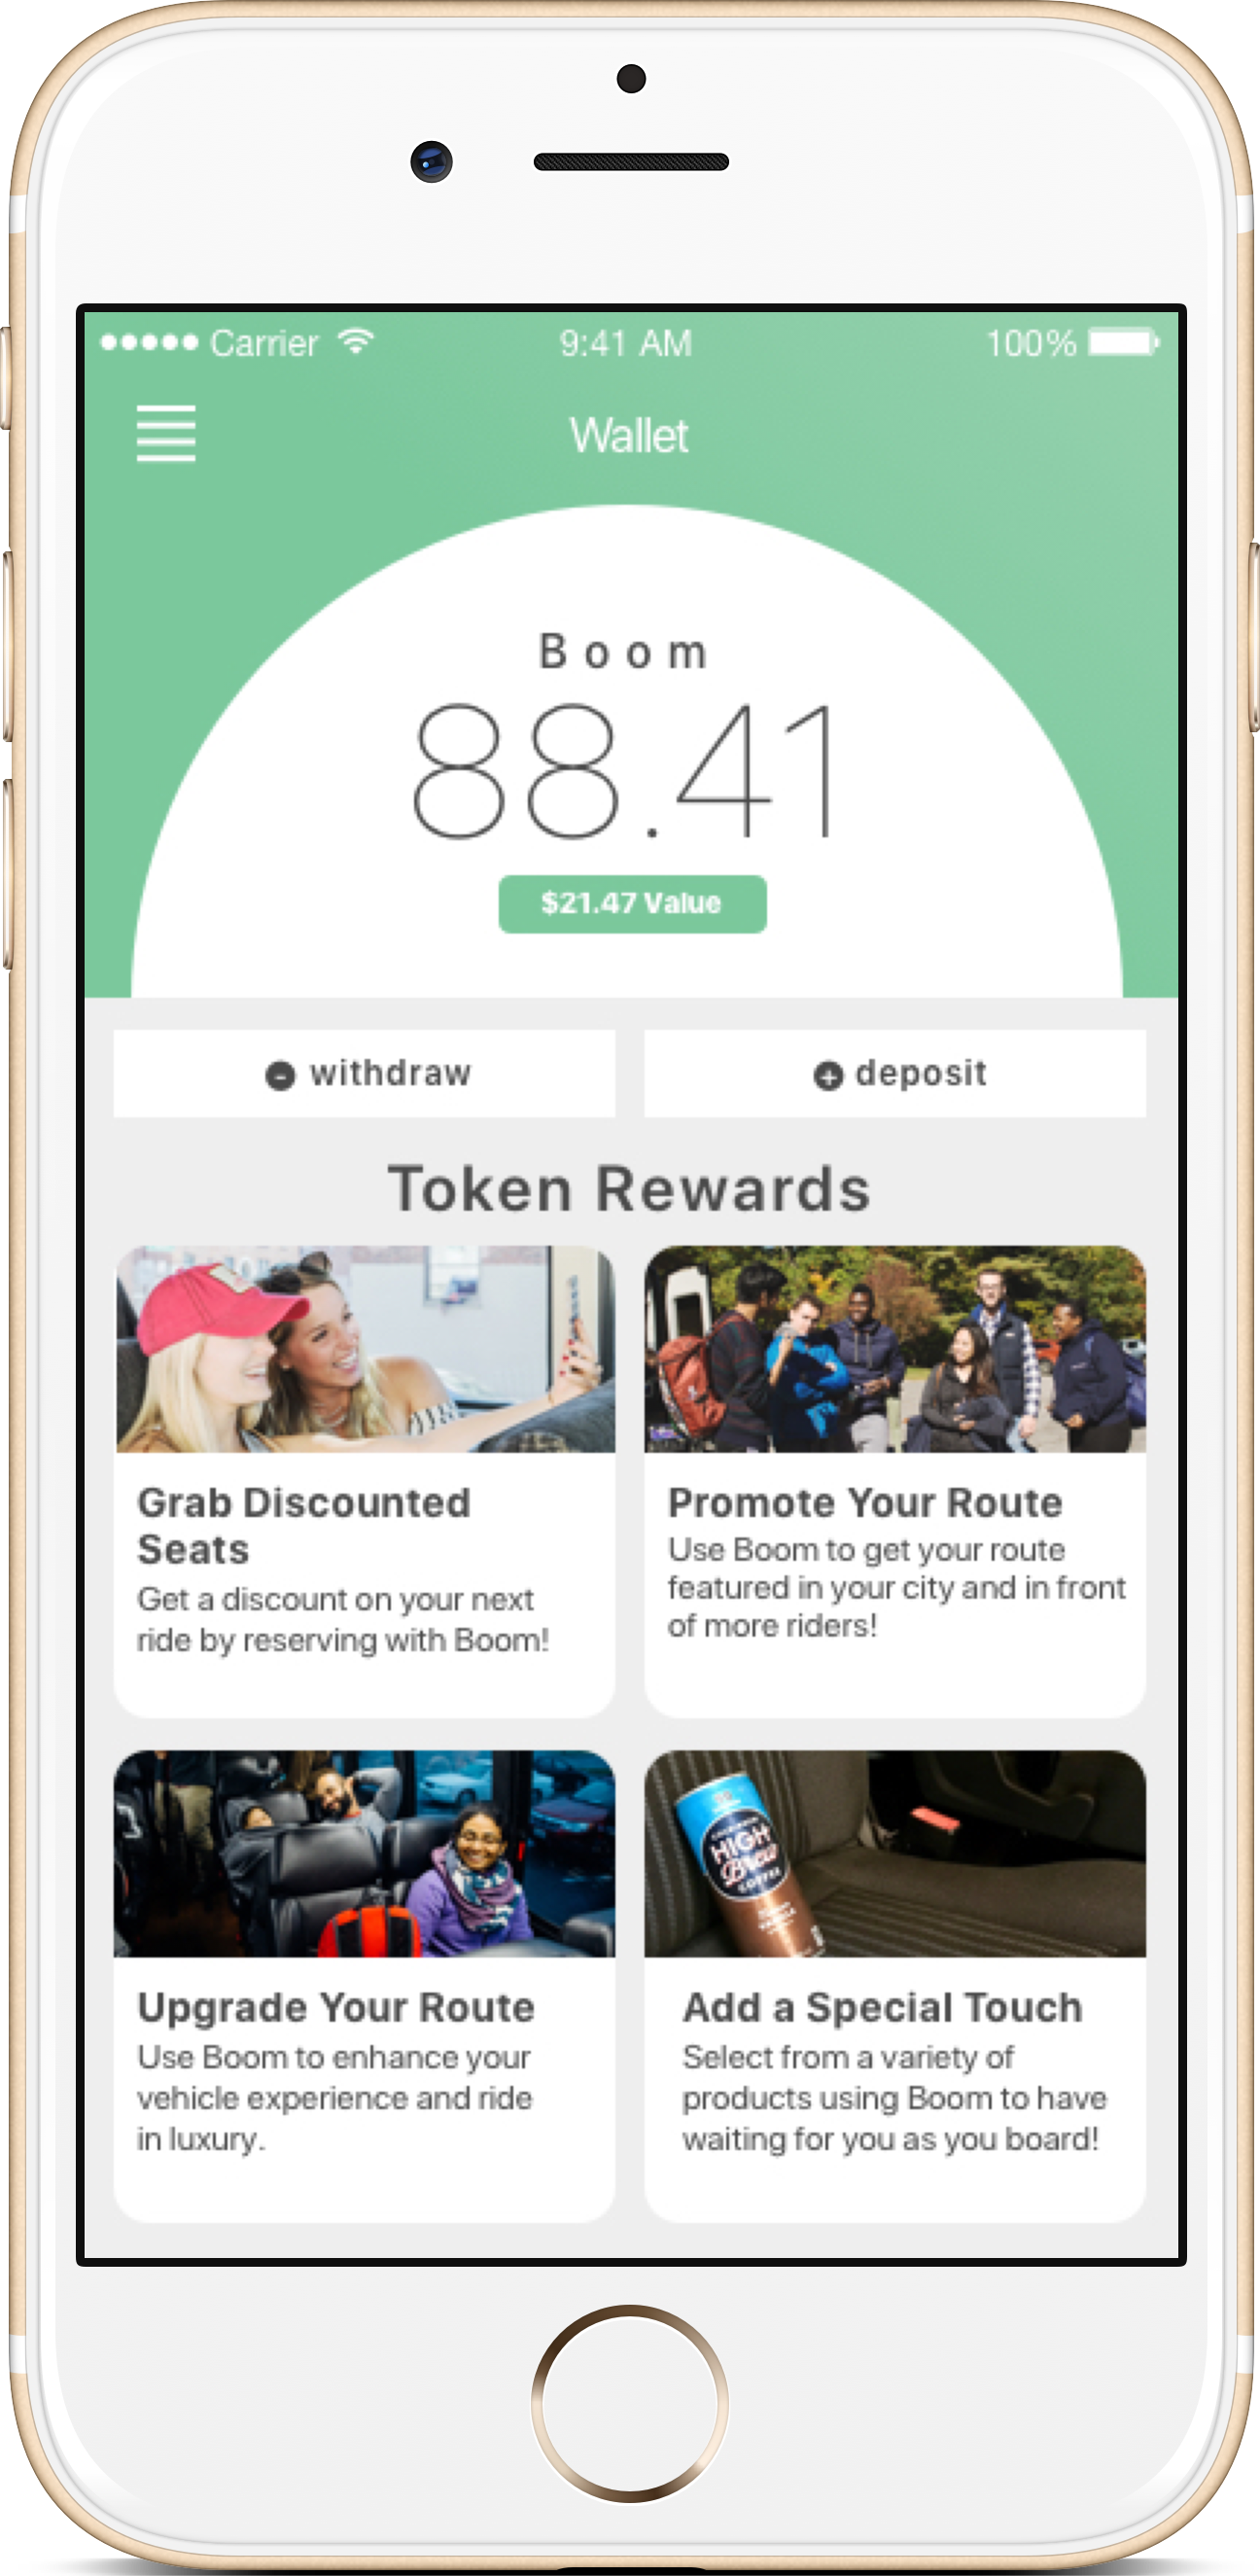 Carrier 9:41 AM 100%
Wallet
Boom
88.41
$21.47 Value
- withdraw
+ deposit
Token Rewards
Grab Discounted
Seats
Get a discount on your next
ride by reserving with Boom!
Promote Your Route
Use Boom to get your route
featured in your city and in front
of more riders!
HIGH
Brew
COFFEE
Upgrade Your Route
Use Boom to enhance your
vehicle experience and ride
in luxury.
Add a Special Touch
Select from a variety of
products using Boom to have
waiting for you as you board!